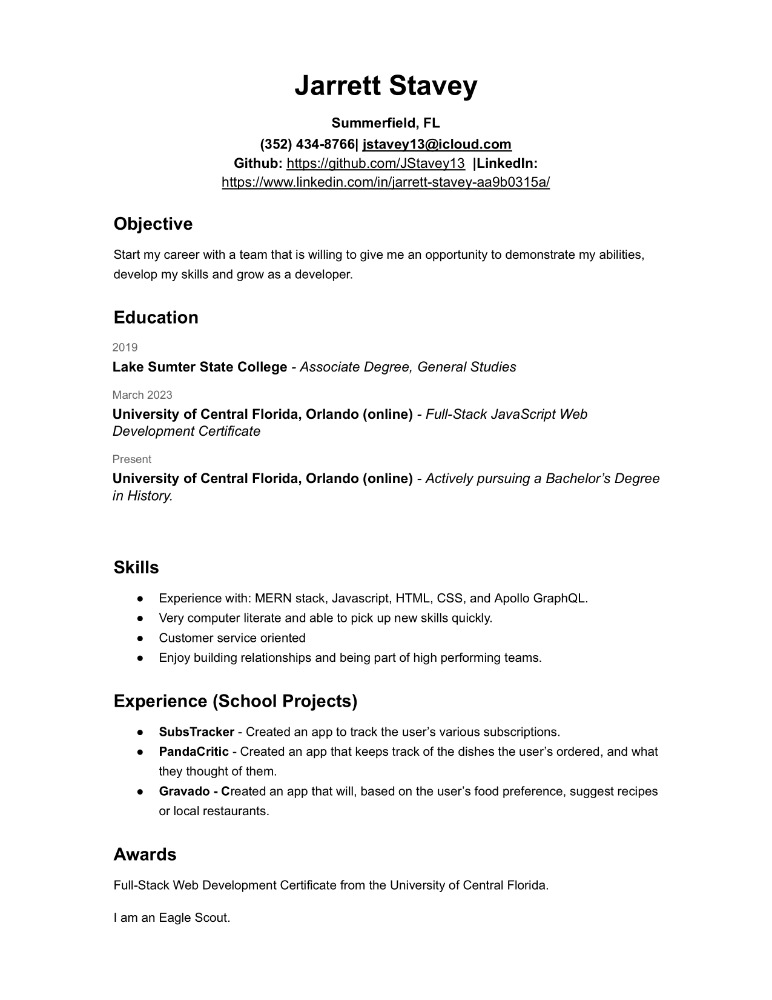 Jarrett Stavey
Summerfield, FL
(352) 434-8766| jstavey13@icloud.com
Github: https://github.com/JStavey13 |LinkedIn:
https://www.linkedin.com/in/jarrett-stavey-aa9b0315a/
Objective
Start my career with a team that is willing to give me an opportunity to demonstrate my abilities,
develop my skills and grow as a developer.
Education
2019
Lake Sumter State College - Associate Degree, General Studies
March 2023
University of Central Florida, Orlando (online) - Full-Stack JavaScript Web
Development Certificate
Present
University of Central Florida, Orlando (online) - Actively pursuing a Bachelor’s Degree
in History.
Skills
● Experience with: MERN stack, Javascript, HTML, CSS, and Apollo GraphQL.
● Very computer literate and able to pick up new skills quickly.
● Customer service oriented
● Enjoy building relationships and being part of high performing teams.
Experience (School Projects)
● SubsTracker - Created an app to track the user’s various subscriptions.
● PandaCritic - Created an app that keeps track of the dishes the user’s ordered, and what
they thought of them.
● Gravado - Created an app that will, based on the user’s food preference, suggest recipes
or local restaurants.
Awards
Full-Stack Web Development Certificate from the University of Central Florida.
I am an Eagle Scout.